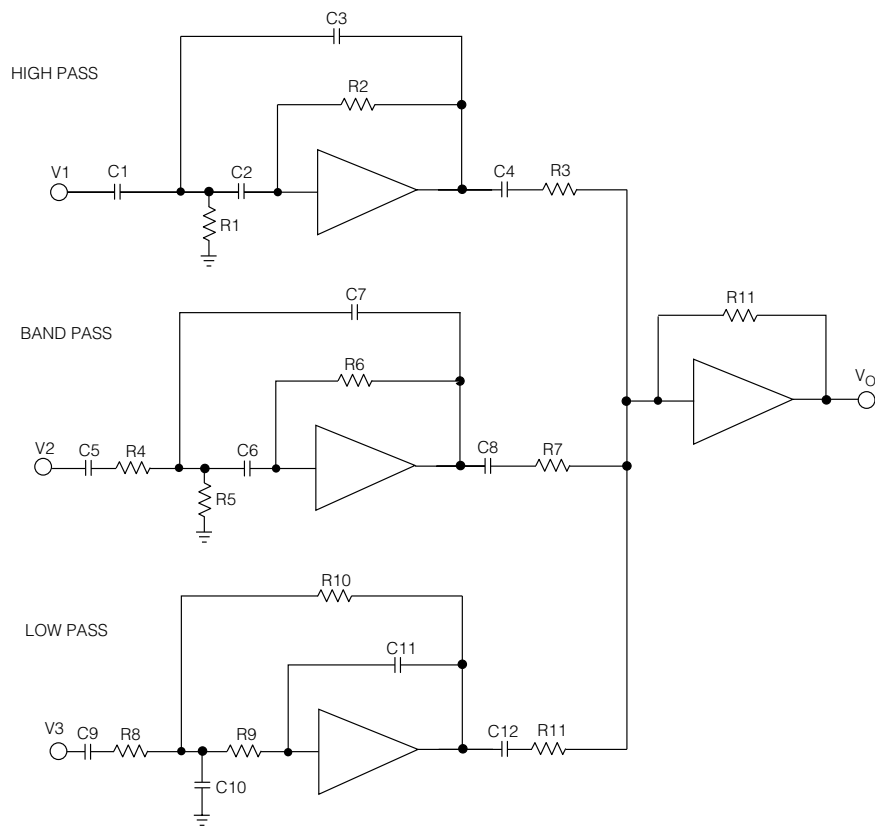 C3
HIGH PASS
R2
V1
C1
C2
C4
R3
R1
C7
BAND PASS
R11
R6
V2
C5
R4
C6
C8
R7
VO
R5
R10
LOW PASS
C11
V3
C9
R8
R9
C12
R11
C10